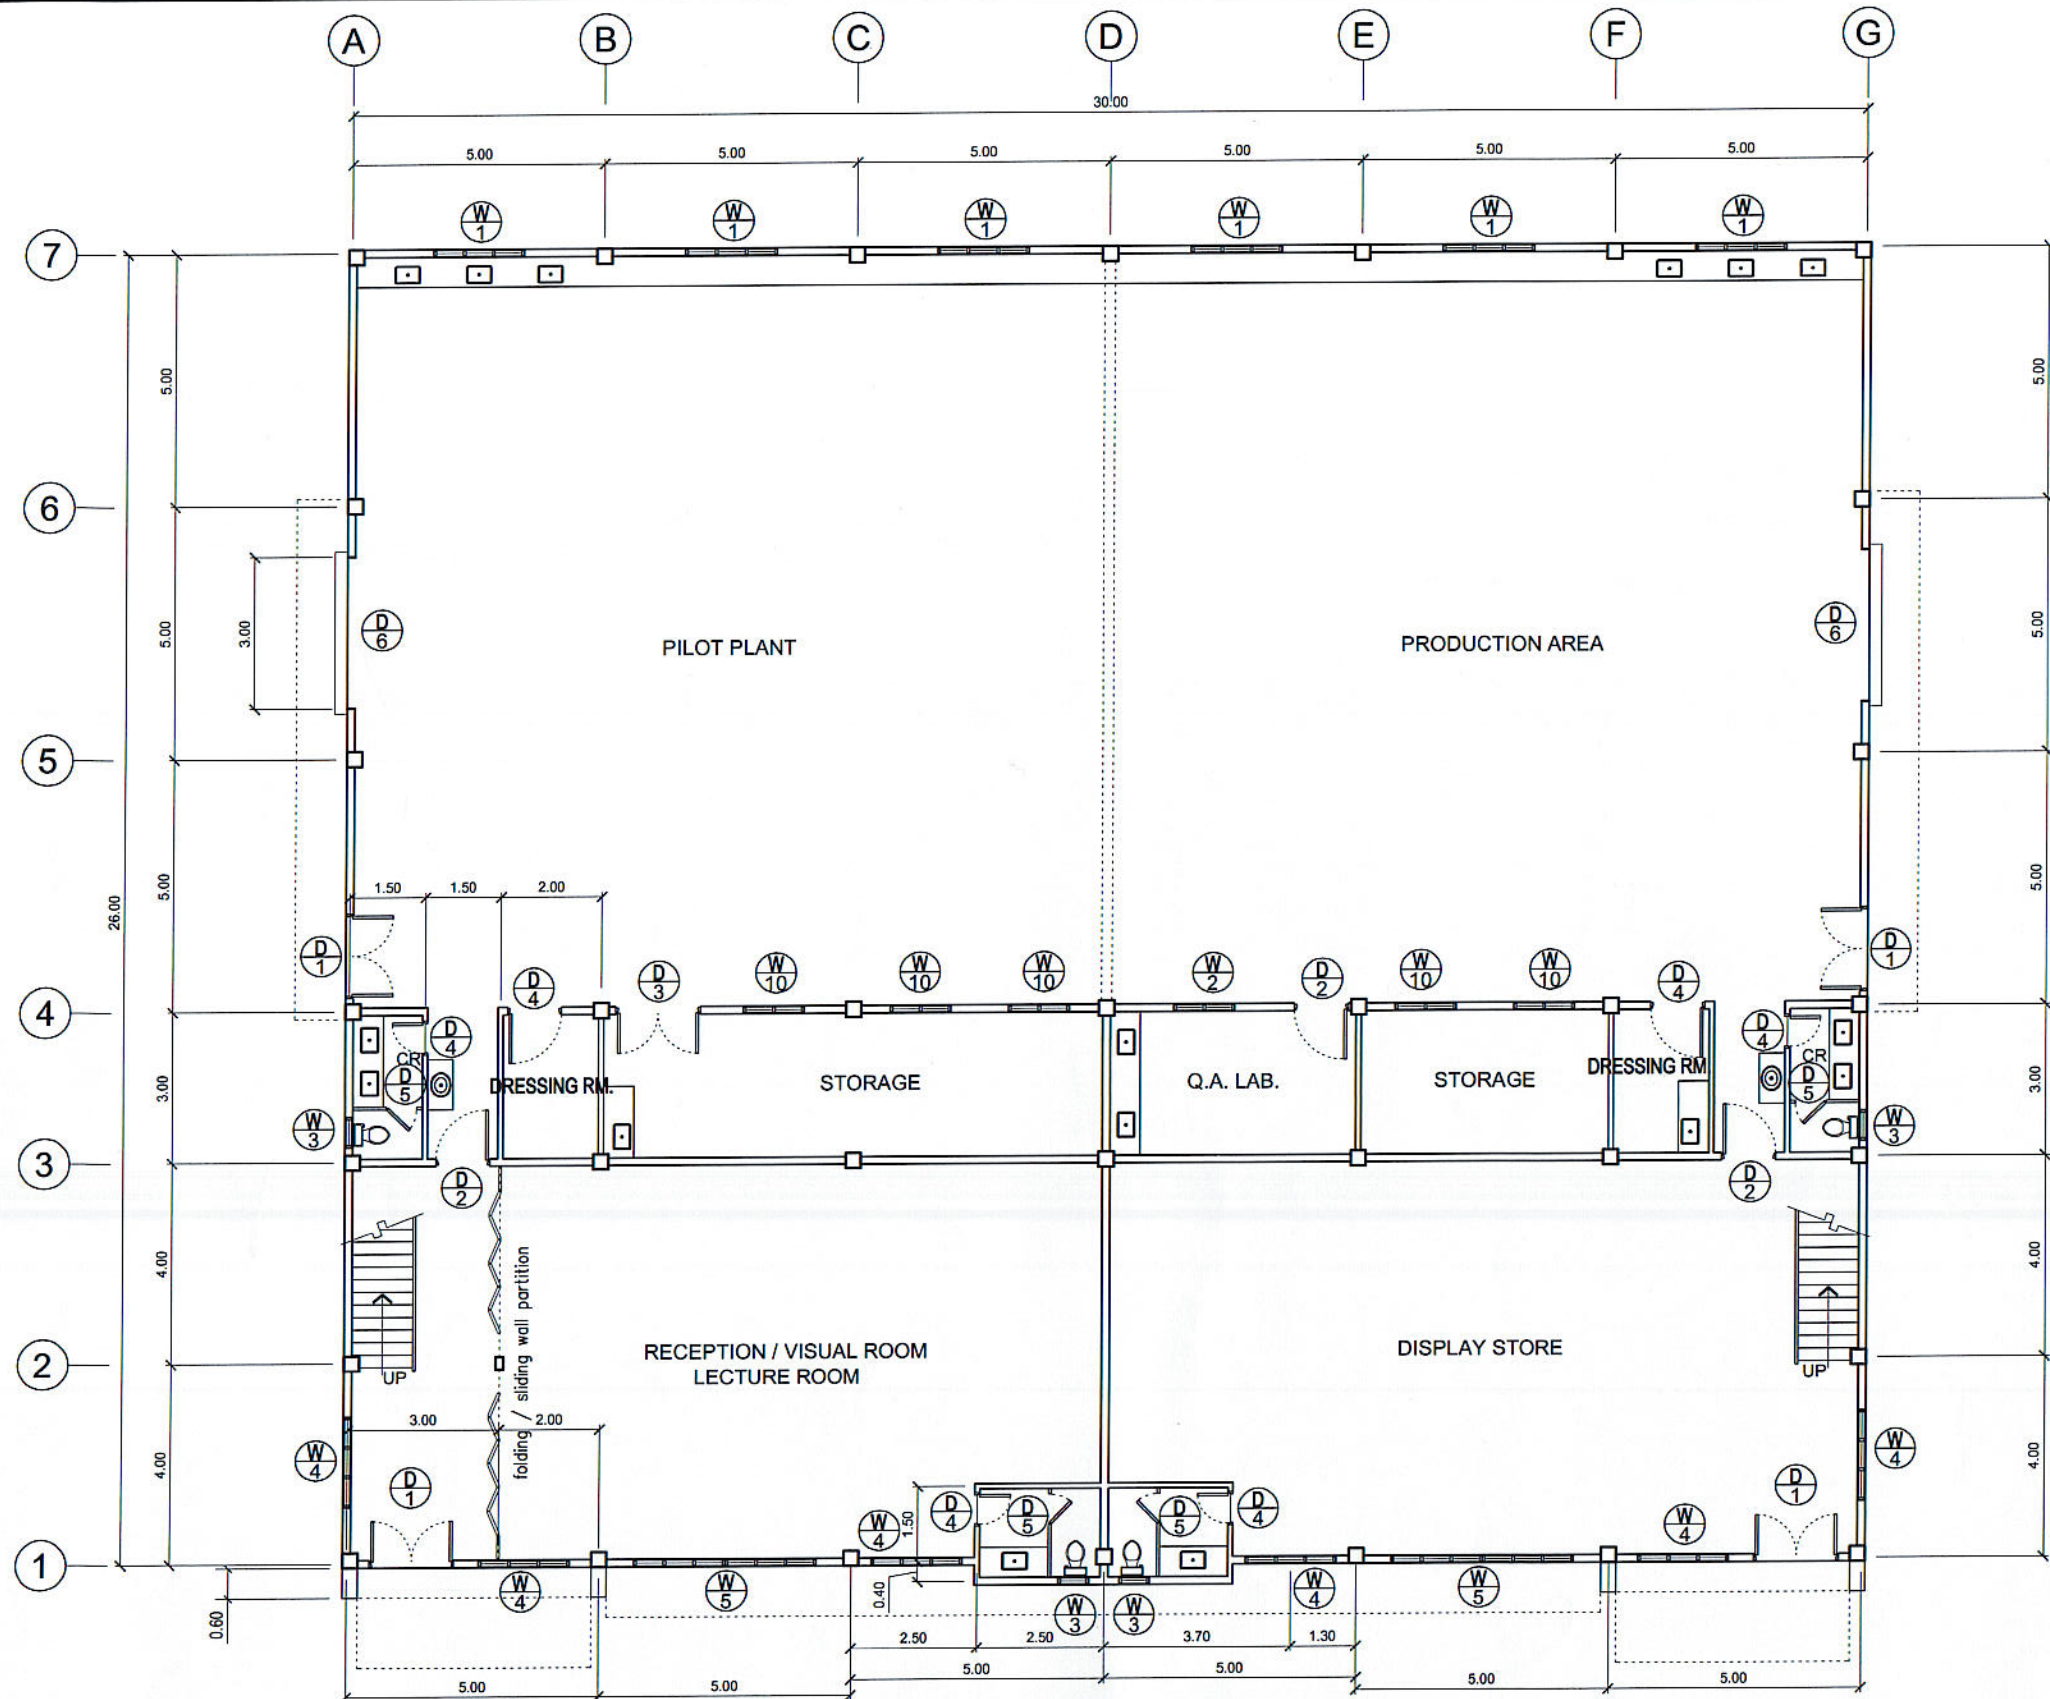 A B C D E F G
30.00
5.00 5.00 5.00 5.00 5.00 5.00
W 1 W 1 W 1 W 1 W 1 W 1
7
5.00 5.00
6
3.00 5.00 5.00
D 6 D 6
PILOT PLANT PRODUCTION AREA
5
26.00
5.00 5.00
1.50 1.50 2.00
D 1 D 4 D 3 W 10 W 10 W 10 W 2 D 2 W 10 W 10 D 4 D 1
4
D 4 D 4
CR CR
D 5 D 5
DRESSING RM. STORAGE Q.A. LAB. STORAGE DRESSING RM.
3.00 3.00
W 3 W 3
3
D 2 D 2
4.00 4.00
folding / sliding wall partition
RECEPTION / VISUAL ROOM
LECTURE ROOM
DISPLAY STORE
2
UP UP
3.00 2.00
4.00 4.00
W 4 W 4
D 1 D 1
W 4 1.50 D 4 D 5 D 5 D 4 W 4
1
0.60 0.40
W 4 W 5 W 3 W 3 W 4 W 5
2.50 2.50 3.70 1.30
5.00 5.00 5.00 5.00 5.00 5.00